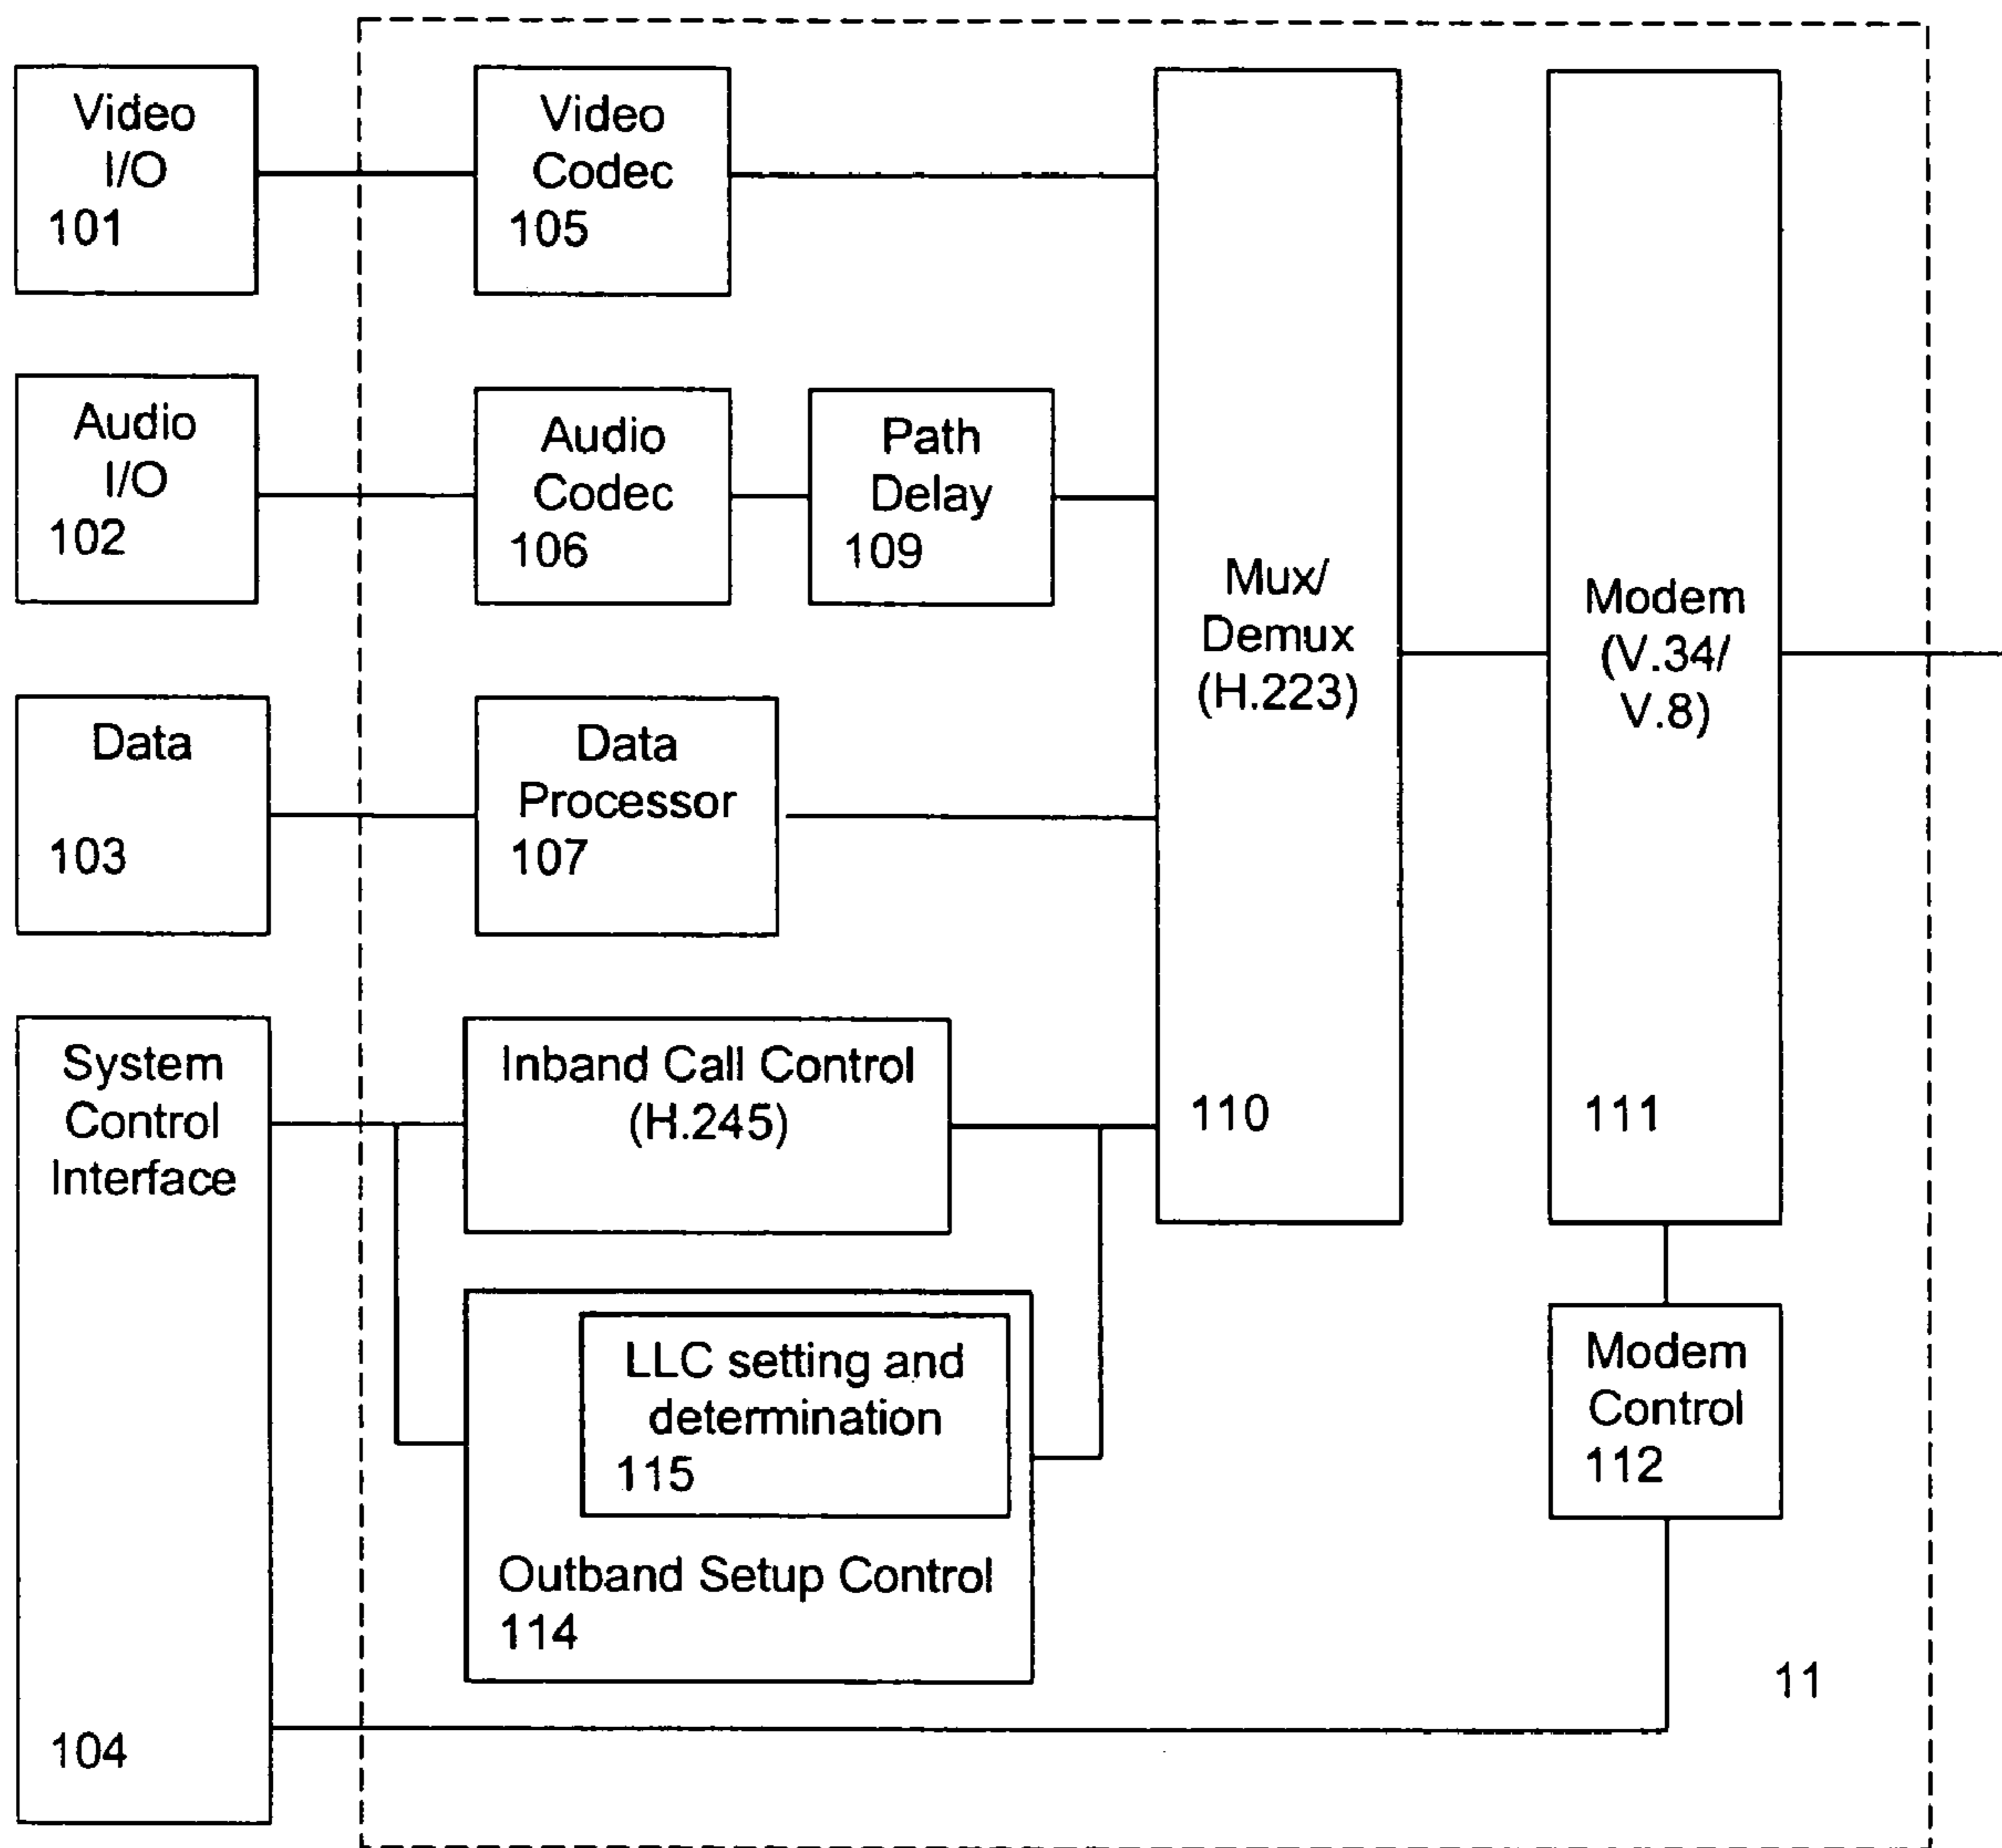 Video
I/O
101
Video
Codec
105
Audio
I/O
102
Audio
Codec
106
Path
Delay
109
Data
103
Data
Processor
107
Mux/
Demux
(H.223)
110
Modem
(V.34/
V.8)
111
System
Control
Interface
104
Inband Call Control
(H.245)
LLC setting and
determination
115
Outband Setup Control
114
Modem
Control
112
11